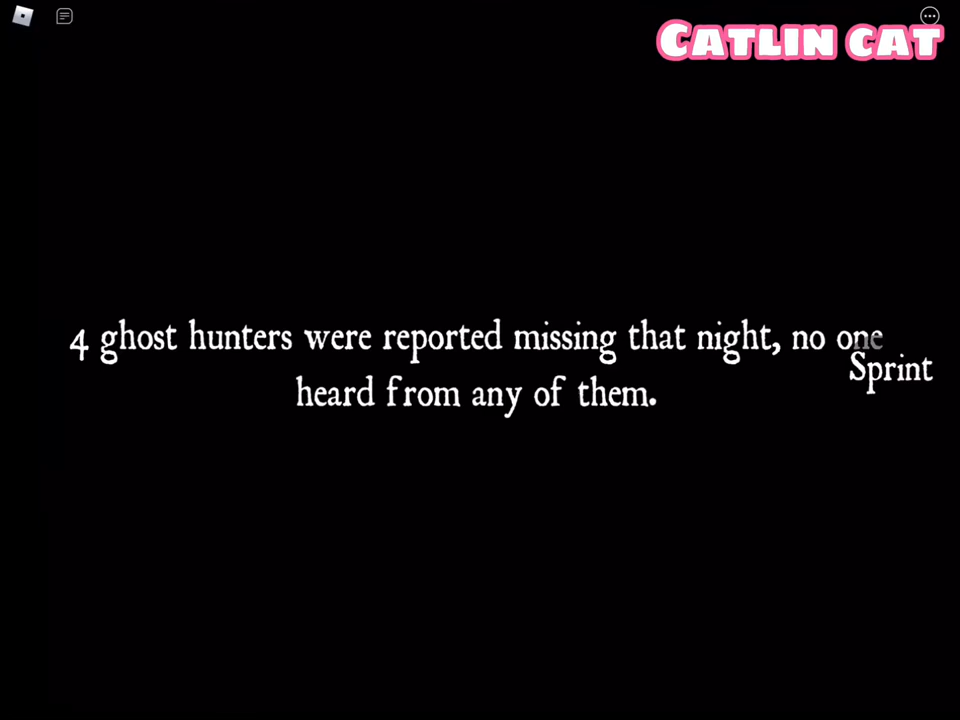 CATLIN CAT
4 ghost hunters were reported missing that night, no one
Sprint
heard from any of them.